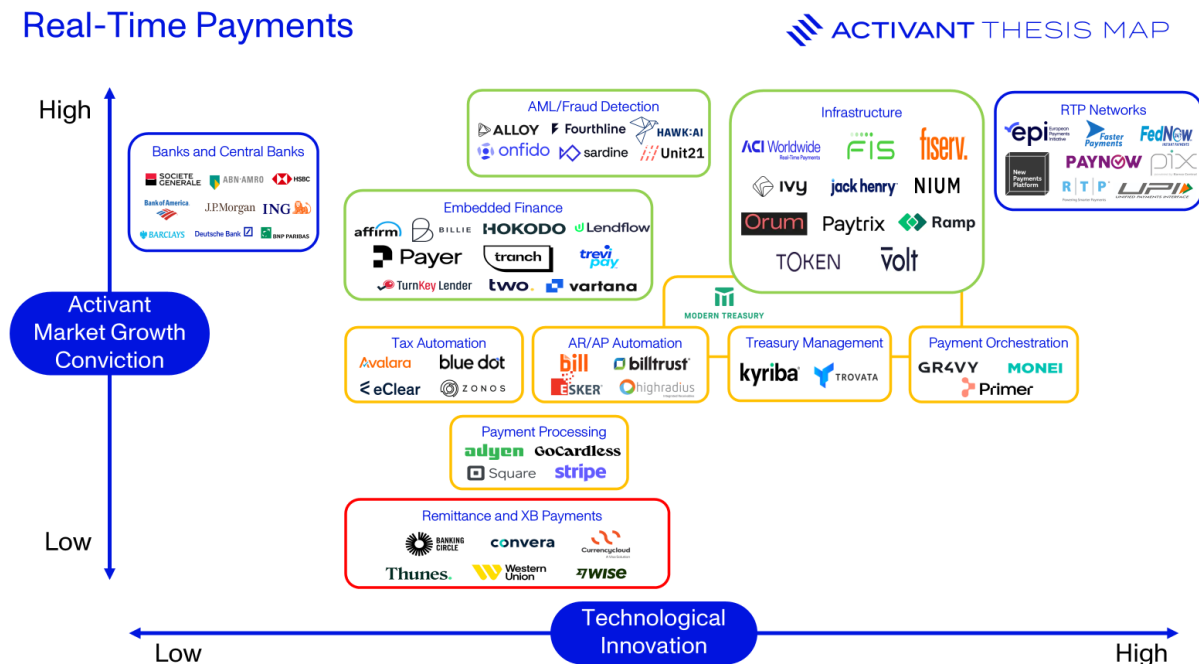 Real-Time Payments
ACTIVANT THESIS MAP
High
Low
Activant
Market Growth
Conviction
Banks and Central Banks
SOCIETE
GENERALE
ABN·AMRO
HSBC
Bank of America
J.P.Morgan
ING
BARCLAYS
Deutsche Bank
BNP PARIBAS
AML/Fraud Detection
ALLOY
Fourthline
HAWK:AI
onfido
sardine
Unit21
Embedded Finance
affirm
BILLIE
HOKODO
Lendflow
Payer
tranch
trevi
pay
TurnKey Lender
two.
vartana
Infrastructure
ACI Worldwide
Real-Time Payments
FIS
fiserv.
IVY
jack henry
NIUM
Orum
Paytrix
Ramp
TOKEN
volt
RTP Networks
epi
European
Payments
Initiative
Faster
Payments
FedNow
New
Payments
Platform
PAYNOW
pix
RTP
UPI
UNIFIED PAYMENTS INTERFACE
MODERN TREASURY
Tax Automation
Avalara
blue dot
eClear
ZONOS
AR/AP Automation
bill
billtrust
ESKER
highradius
Treasury Management
kyriba
TROVATA
Payment Orchestration
GR4VY
MONEI
Primer
Payment Processing
adyen
GoCardless
Square
stripe
Remittance and XB Payments
BANKING
CIRCLE
convera
Currencycloud
Thunes.
Western
Union
wise
Technological
Innovation
Low
High